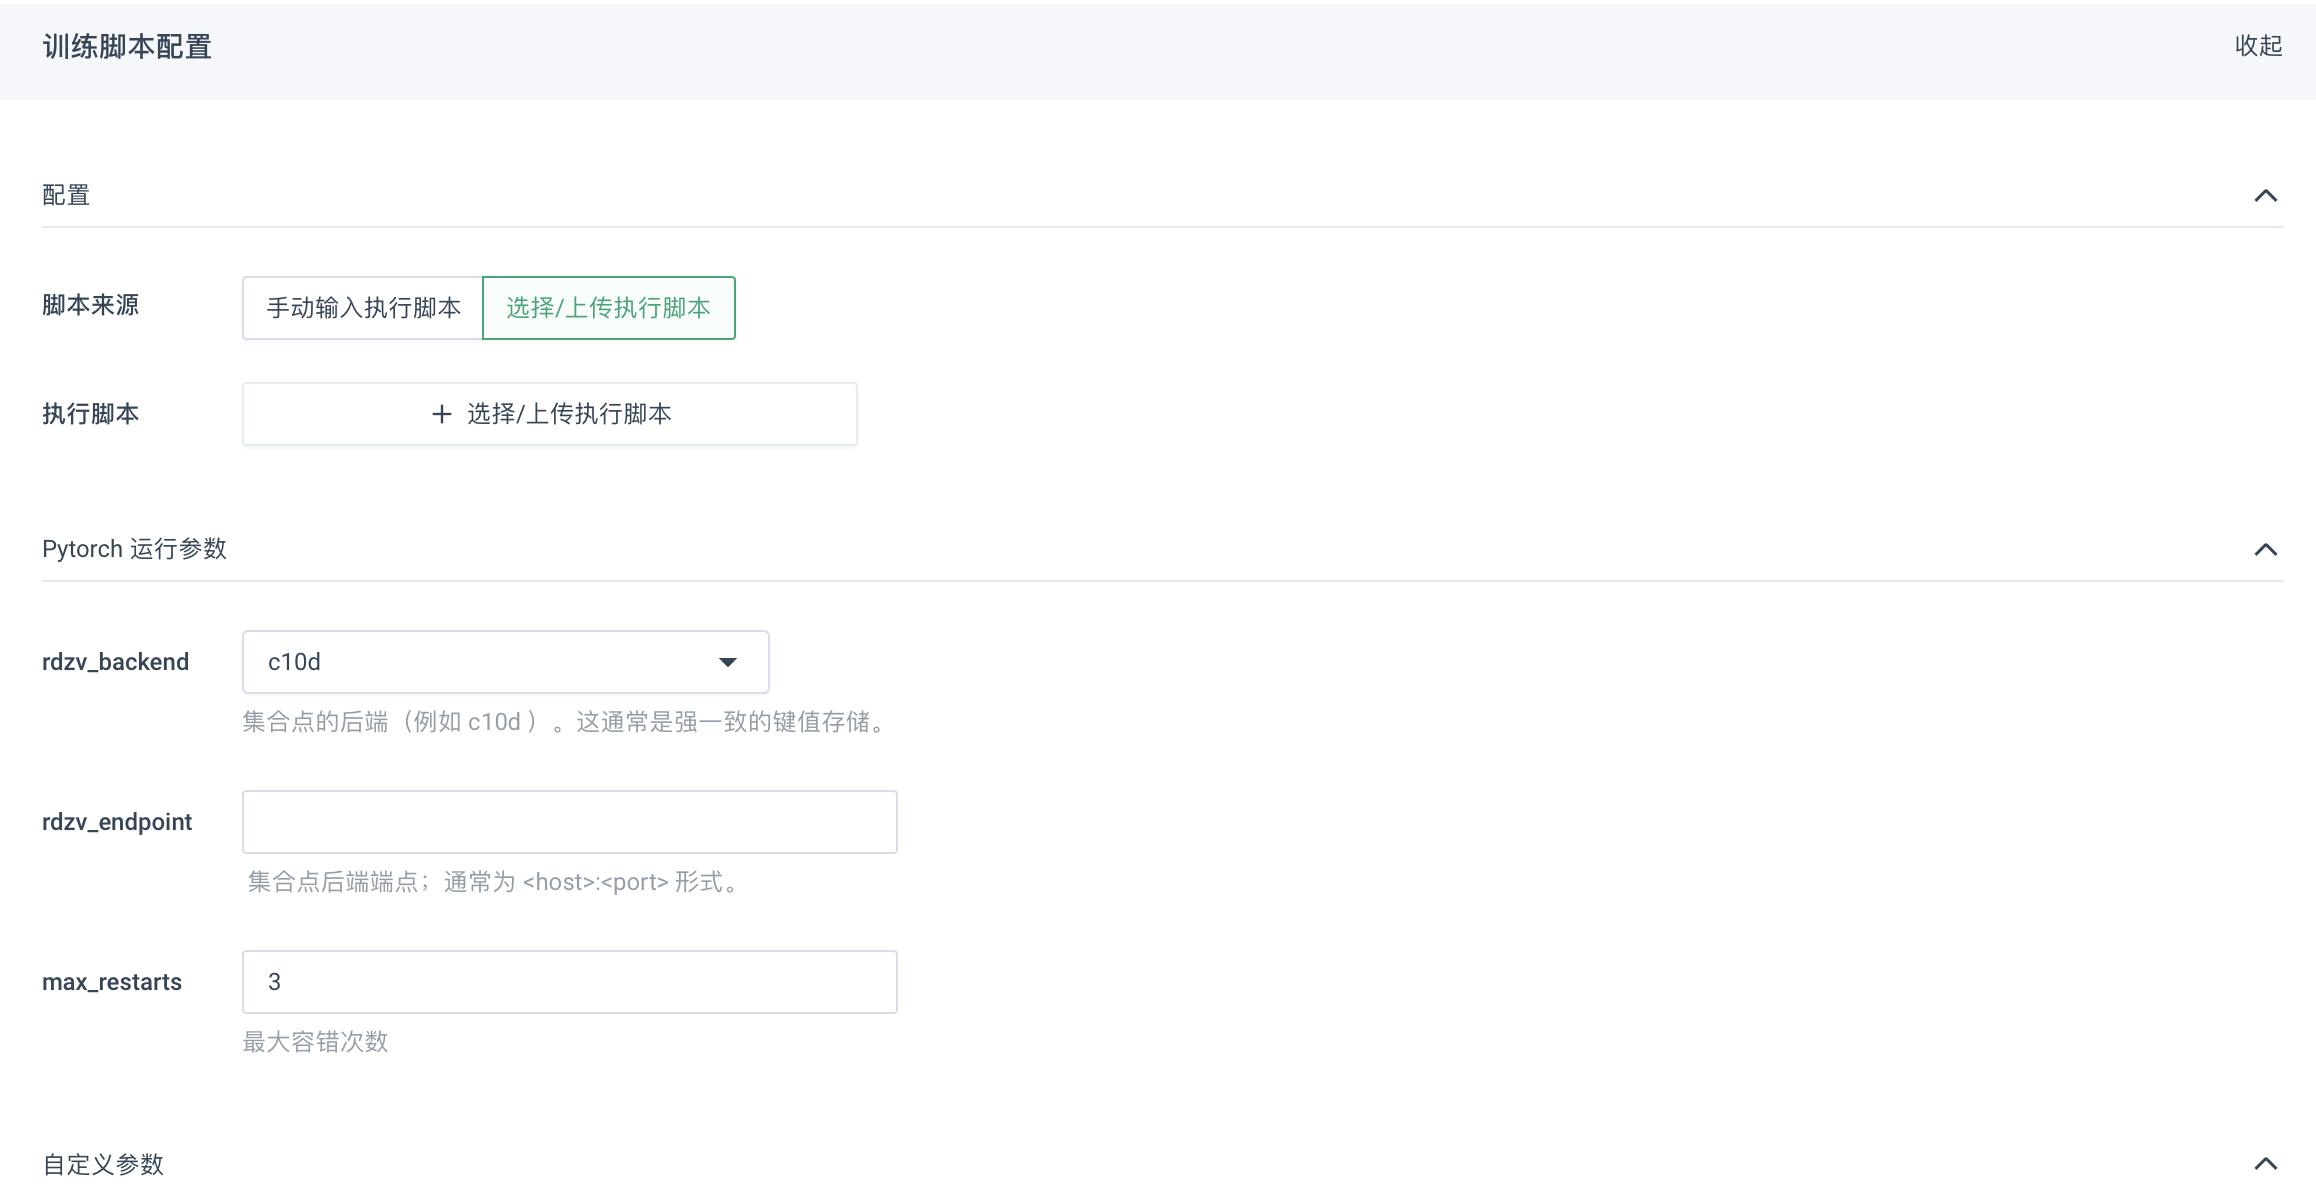 训练脚本配置 收起
配置
脚本来源 手动输入执行脚本 选择/上传执行脚本
执行脚本 + 选择/上传执行脚本
Pytorch 运行参数
rdzv_backend c10d
集合点的后端（例如 c10d ）。这通常是强一致的键值存储。
rdzv_endpoint
集合点后端端点；通常为 <host>:<port> 形式。
max_restarts 3
最大容错次数
自定义参数